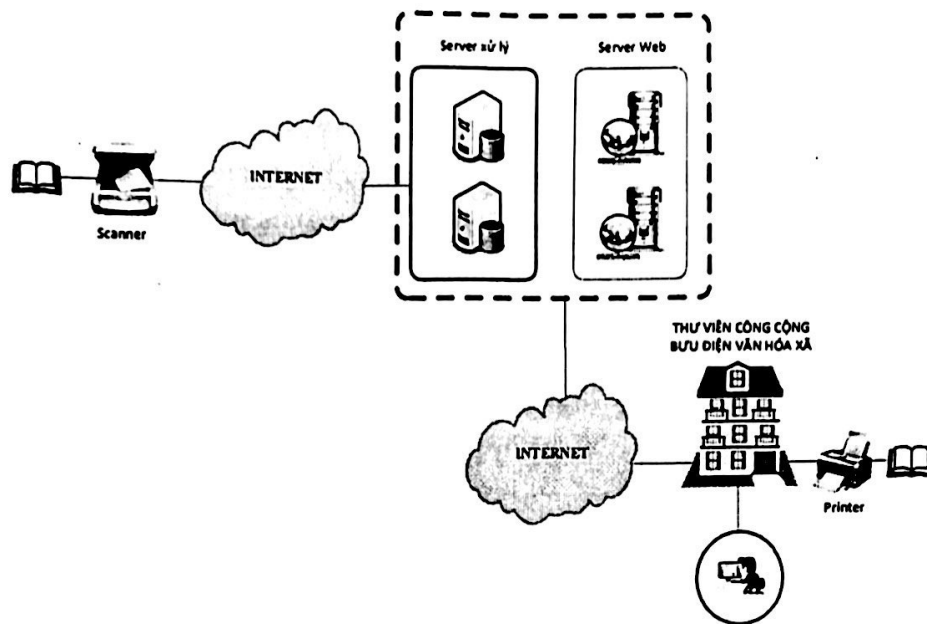 Server xử lý
Server Web
INTERNET
Scanner
THƯ VIỆN CÔNG CỘNG
BƯU ĐIỆN VĂN HÓA XÃ
INTERNET
Printer